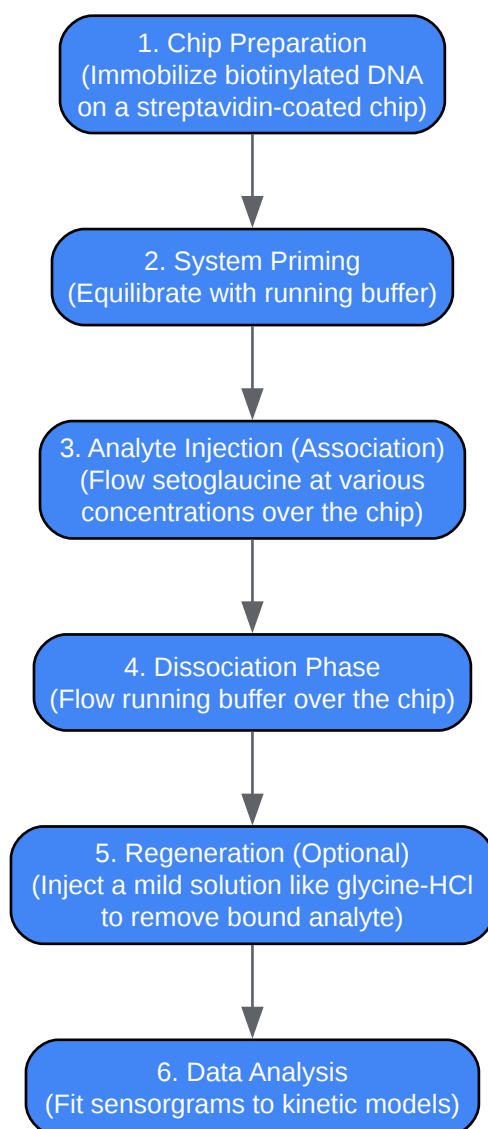 1. Chip Preparation
(Immobilize biotinylated DNA
on a streptavidin-coated chip)
2. System Priming
(Equilibrate with running buffer)
3. Analyte Injection (Association)
(Flow setoglaucine at various
concentrations over the chip)
4. Dissociation Phase
(Flow running buffer over the chip)
5. Regeneration (Optional)
(Inject a mild solution like glycine-HCl
to remove bound analyte)
6. Data Analysis
(Fit sensorgrams to kinetic models)